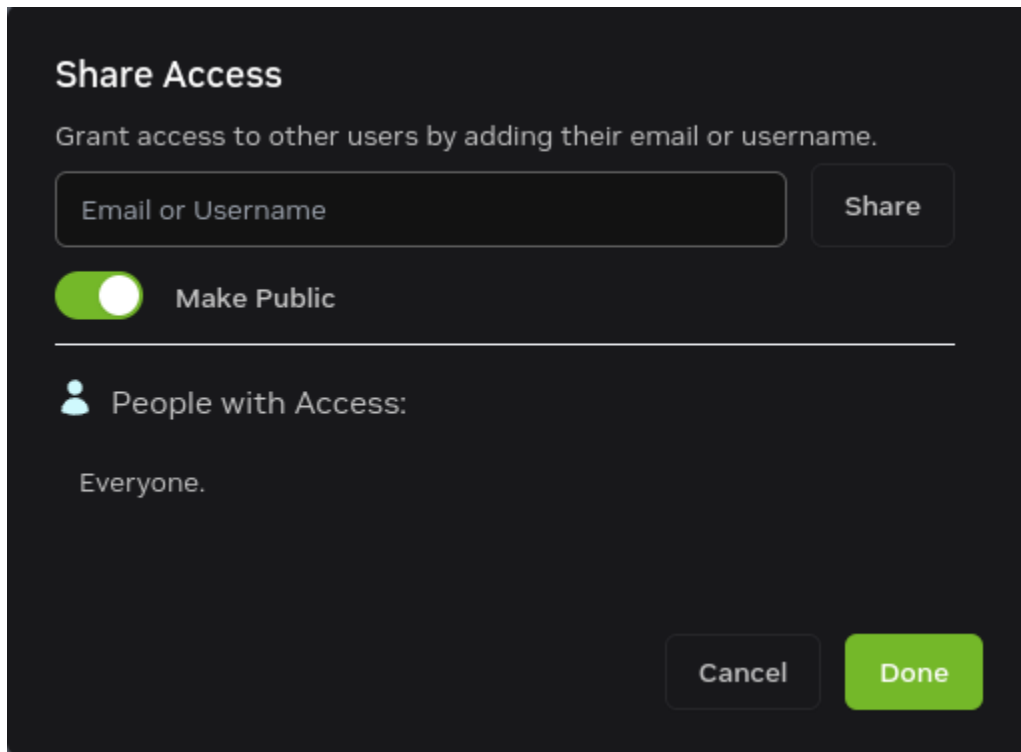 Share Access
Grant access to other users by adding their email or username.
Email or Username
Share
Make Public
People with Access:
Everyone.
Cancel
Done